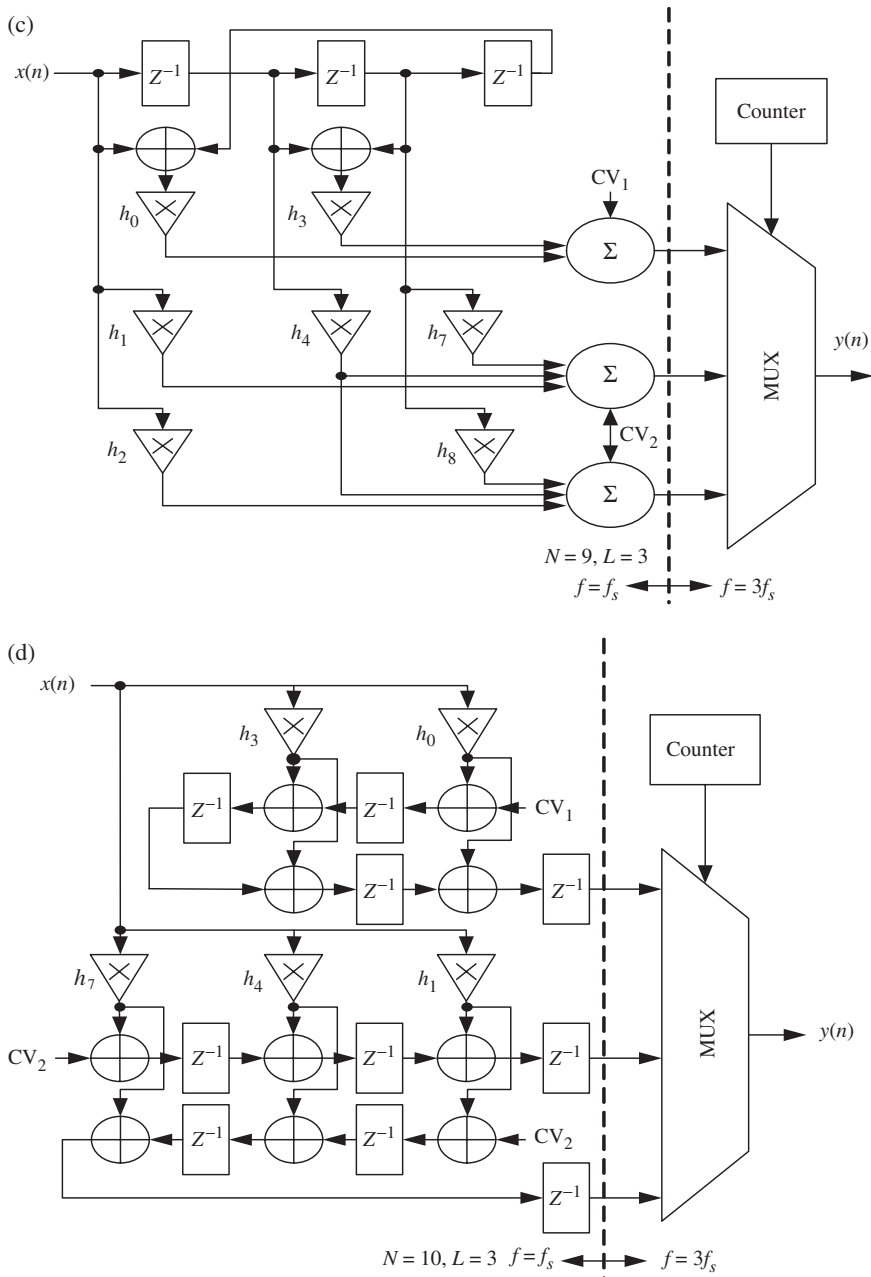 (c)
x(n) Z⁻¹ Z⁻¹ Z⁻¹
Counter
CV₁
h₀ h₃
Σ
h₁ h₄ h₇
Σ
MUX
y(n)
CV₂
h₂ h₈
Σ
N = 9, L = 3
f = fₛ f = 3fₛ
(d)
x(n)
h₃ h₀
Counter
Z⁻¹ Z⁻¹ CV₁
Z⁻¹ Z⁻¹
h₇ h₄ h₁
CV₂ Z⁻¹ Z⁻¹ Z⁻¹
MUX
y(n)
Z⁻¹ Z⁻¹ CV₂
Z⁻¹
N = 10, L = 3 f = fₛ f = 3fₛ